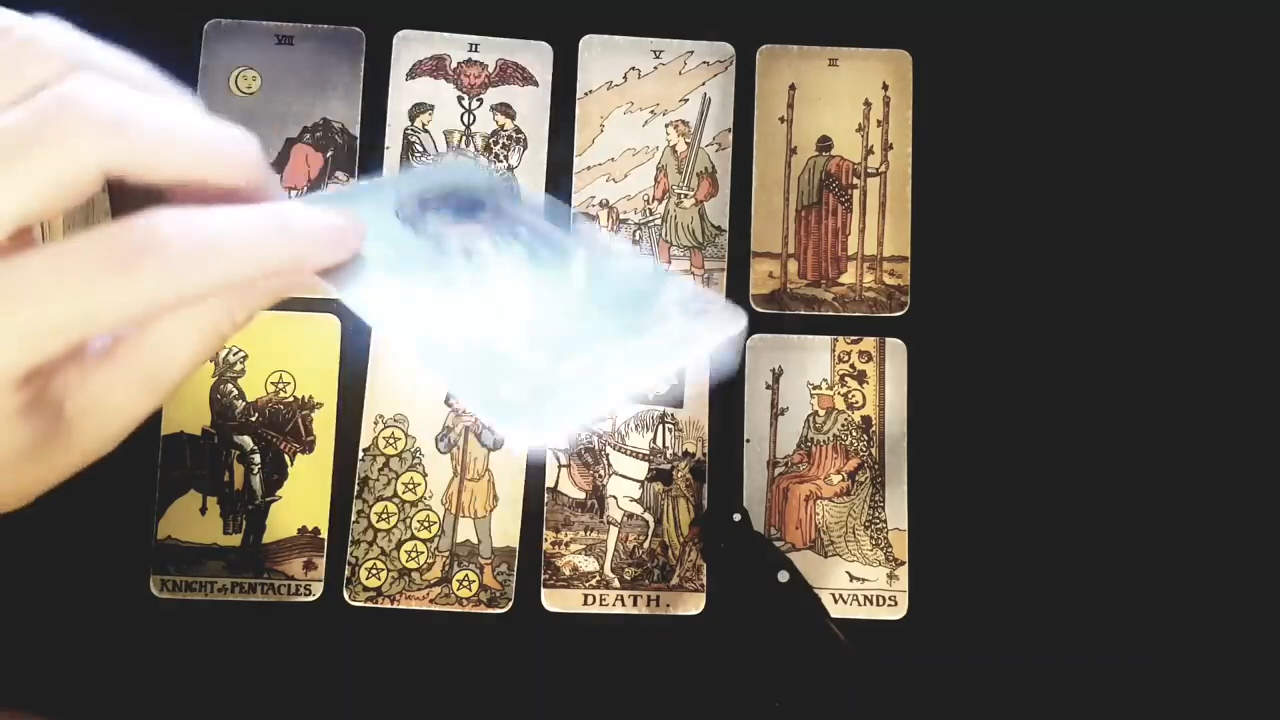 VIII
II
V
III
KNIGHT of PENTACLES.
DEATH.
WANDS